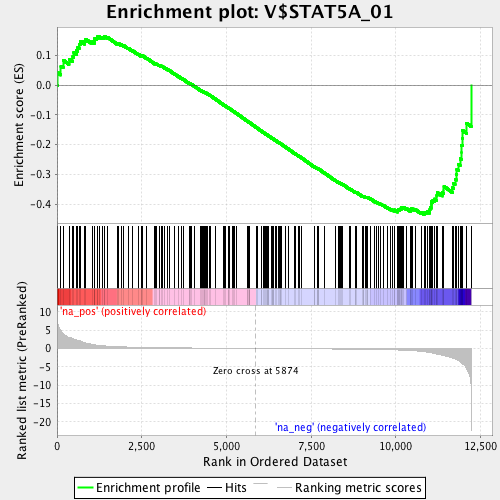 Enrichment plot: V$STAT5A_01
Enrichment score (ES)
0.1
0.0
-0.1
-0.2
-0.3
-0.4
'na_pos' (positively correlated)
Ranked list metric (PreRanked)
10
5
0
-5
-10
-15
-20
Zero cross at 5874
'na_neg' (negatively correlated)
0
2,500
5,000
7,500
10,000
12,500
Rank in Ordered Dataset
Enrichment profile
Hits
Ranking metric scores